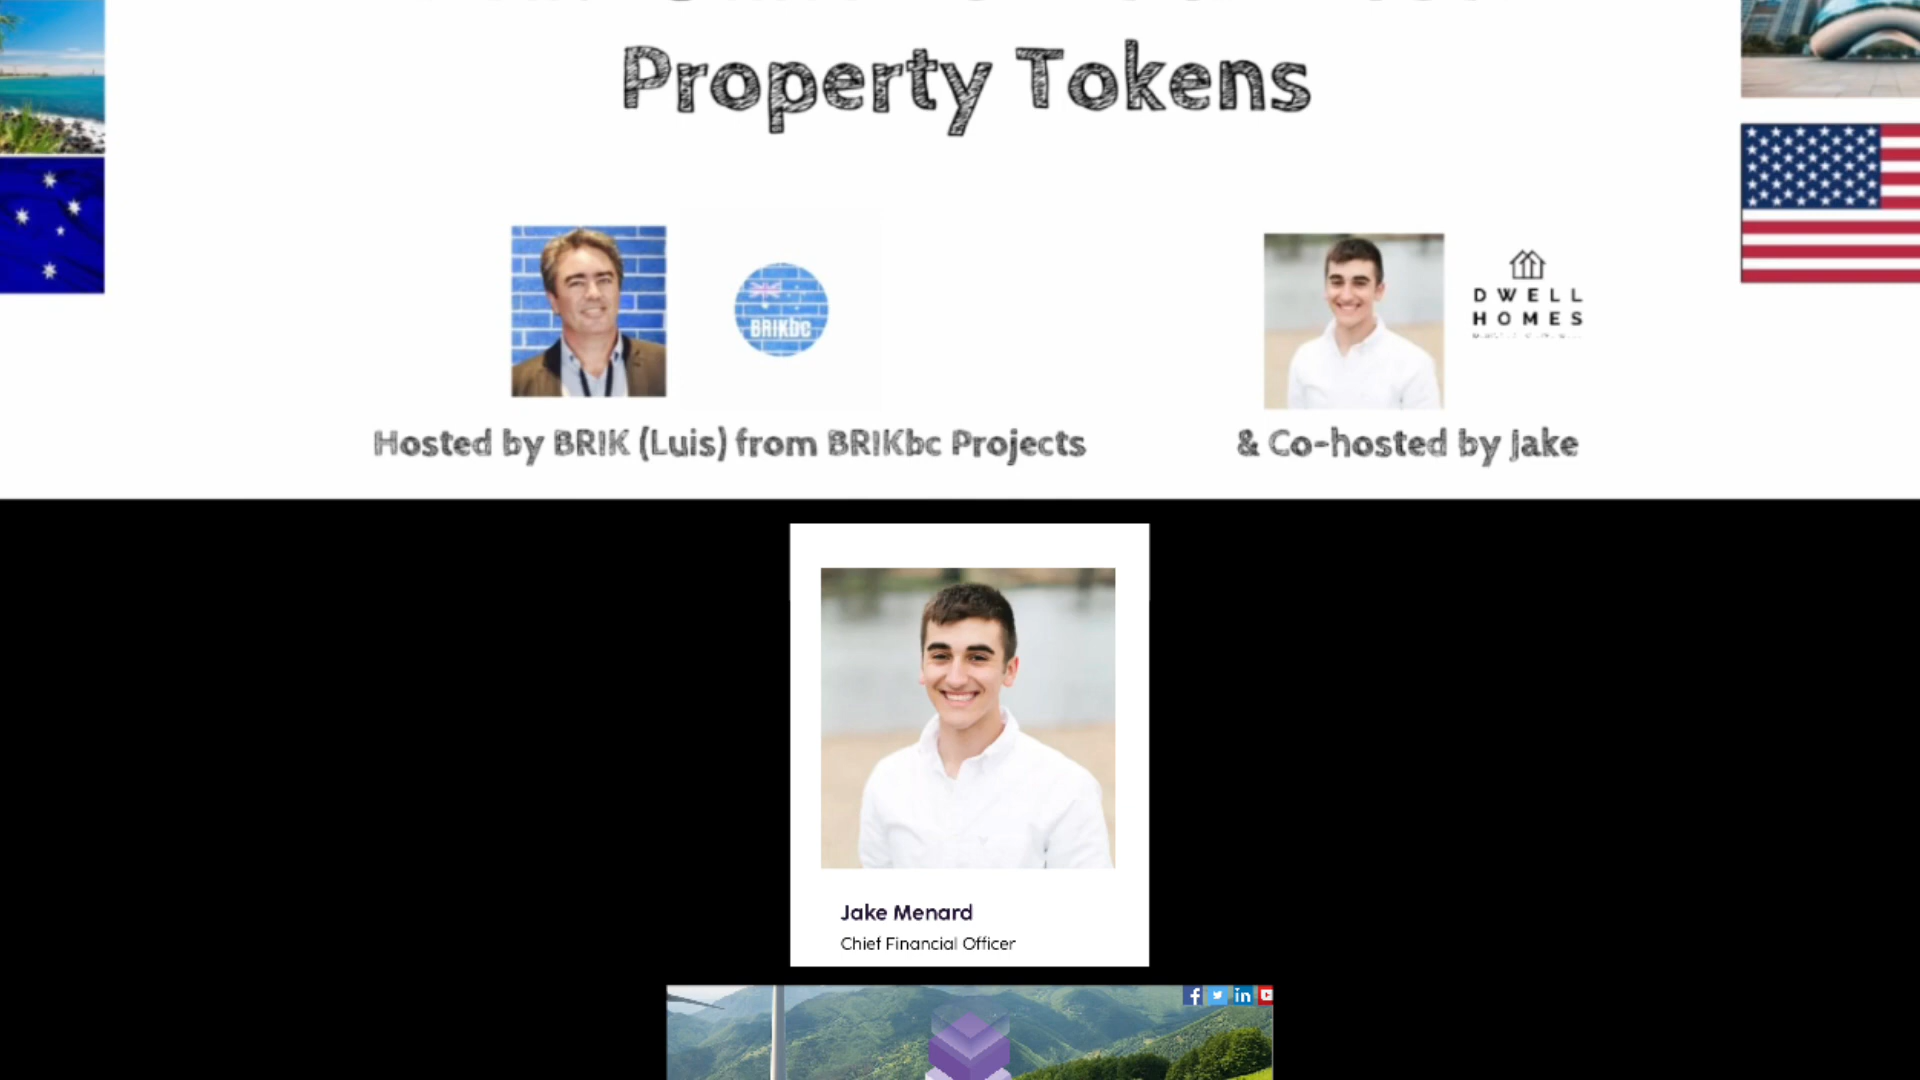 Property Tokens
BRIKbc
DWELL
HOMES
Hosted by BRIK (Luis) from BRIKbc Projects
& Co-hosted by Jake
Jake Menard
Chief Financial Officer